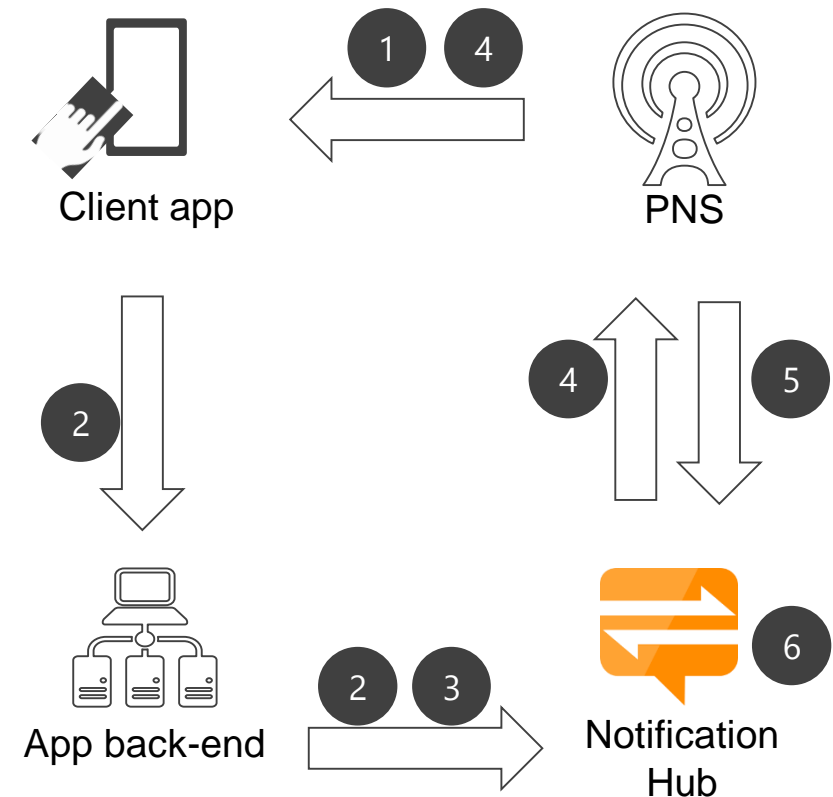 1 4
Client app
PNS
2
4
5
2 3
6
App back-end
Notification
Hub